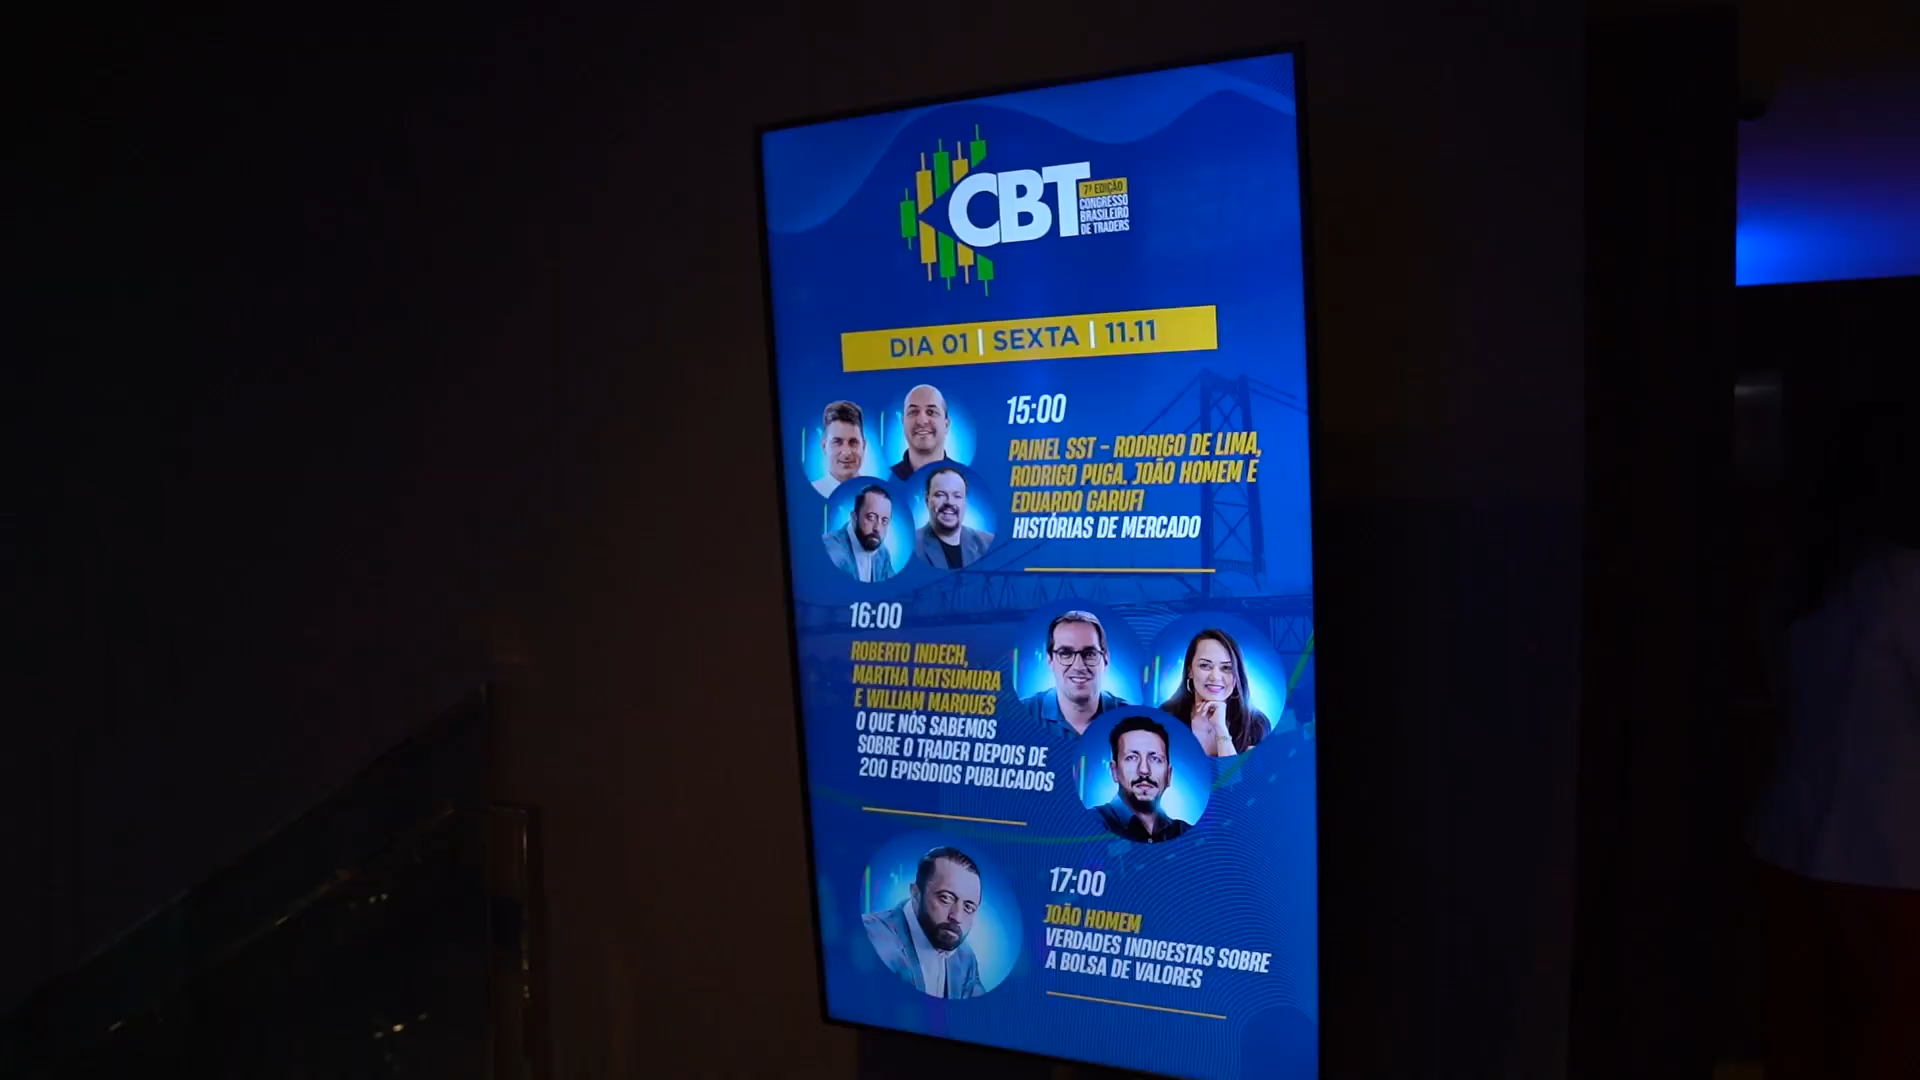 CBT
7ª EDIÇÃO
CONGRESSO
BRASILEIRO
DE TRADERS
DIA 01 | SEXTA | 11.11
15:00
PAINEL SST - RODRIGO DE LIMA,
RODRIGO PUGA. JOÃO HOMEM E
EDUARDO GARUFI
HISTÓRIAS DE MERCADO
16:00
ROBERTO INDECH,
MARTHA MATSUMURA
E WILLIAM MARQUES
O QUE NÓS SABEMOS
SOBRE O TRADER DEPOIS DE
200 EPISÓDIOS PUBLICADOS
17:00
JOÃO HOMEM
VERDADES INDIGESTAS SOBRE
A BOLSA DE VALORES